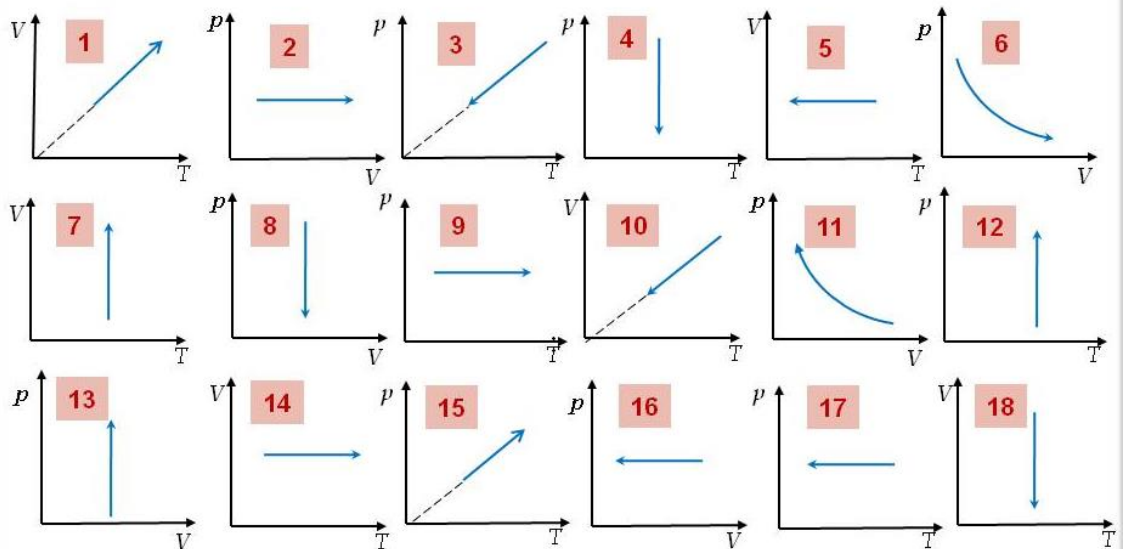 V 1 T
p 2 V
p 3 T
p 4 T
V 5 T
p 6 V
V 7 T
p 8 V
p 9 T
V 10 T
p 11 V
p 12 T
p 13 V
V 14 T
p 15 T
p 16 V
p 17 T
V 18 T